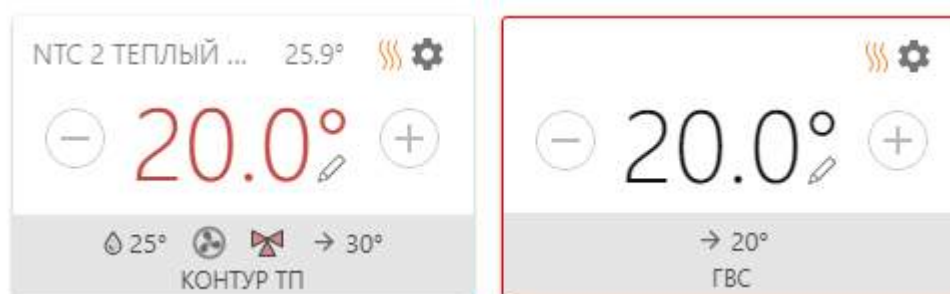 NTC 2 ТЕПЛЫЙ ... 25.9°
20.0°
25° → 30°
КОНТУР ТП
20.0°
→ 20°
ГВС